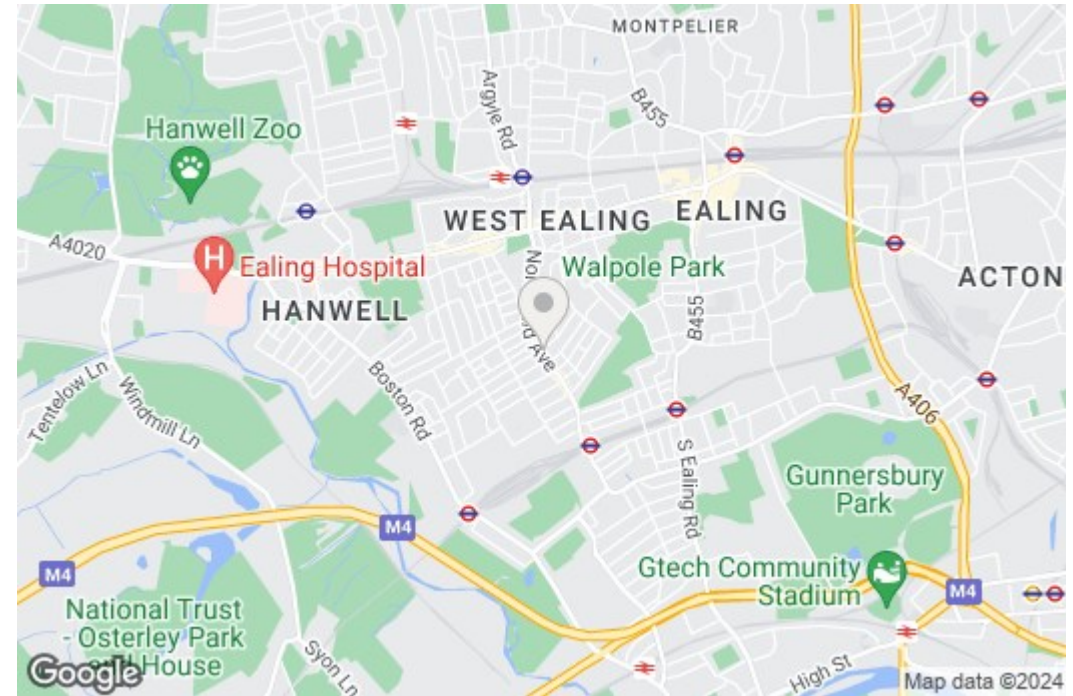 MONTPELIER
Argyle Rd
B455
Hanwell Zoo
WEST EALING
EALING
A4020
H
Ealing Hospital
Walpole Park
ACTON
HANWELL
B455
Ave
Boston Rd
Tentelow Ln
Windmill Ln
A406
S Ealing Rd
Gunnersbury
Park
M4
Gtech Community
Stadium
M4
M4
National Trust
- Osterley Park
House
Syon Ln
High St
Google
Map data ©2024